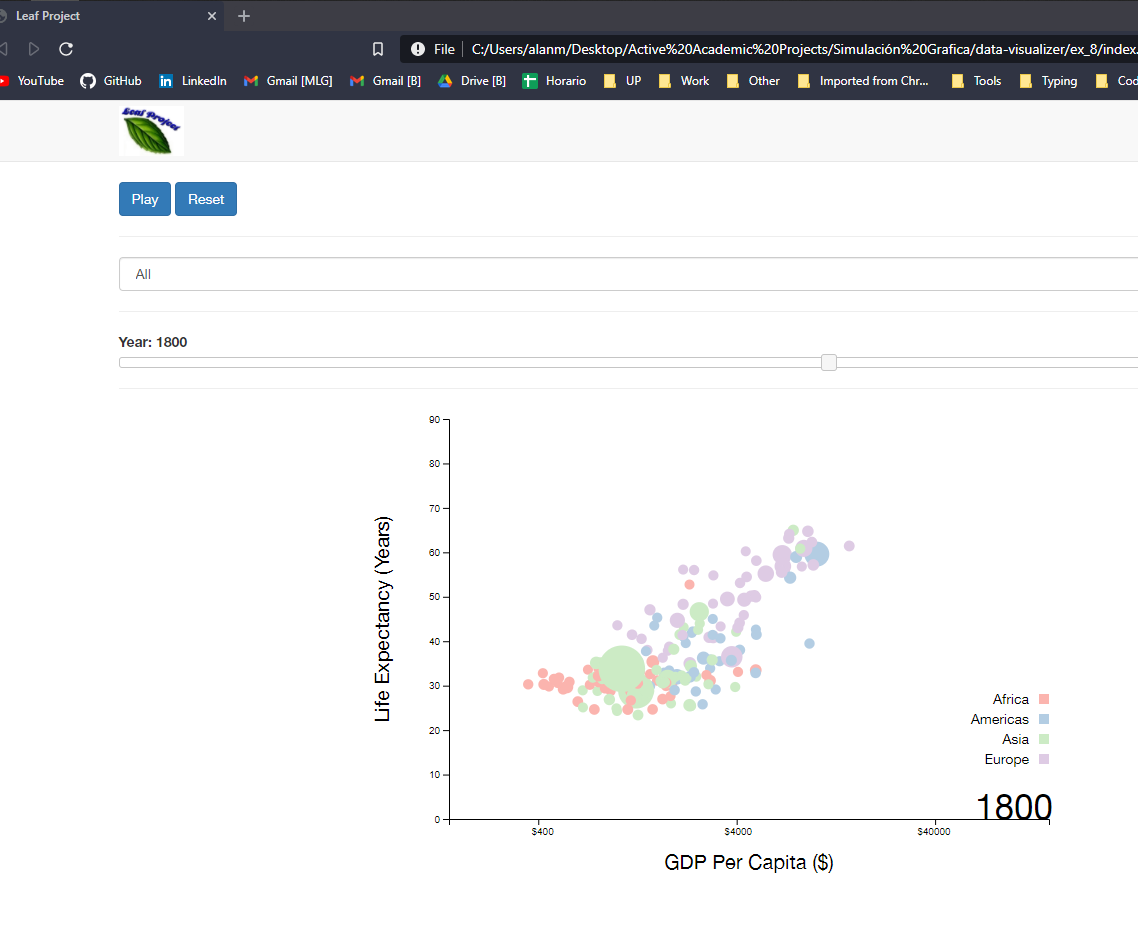 Leaf Project
File C:/Users/alanm/Desktop/Active%20Academic%20Projects/Simulación%20Grafica/data-visualizer/ex_8/index.
YouTube GitHub LinkedIn Gmail [MLG] Gmail [B] Drive [B] Horario UP Work Other Imported from Chr... Tools Typing Cod
Leaf Project
Play Reset
All
Year: 1800
90
80
70
60
50
40
30
20
10
0
Life Expectancy (Years)
Africa
Americas
Asia
Europe
1800
$400 $4000 $40000
GDP Per Capita ($)